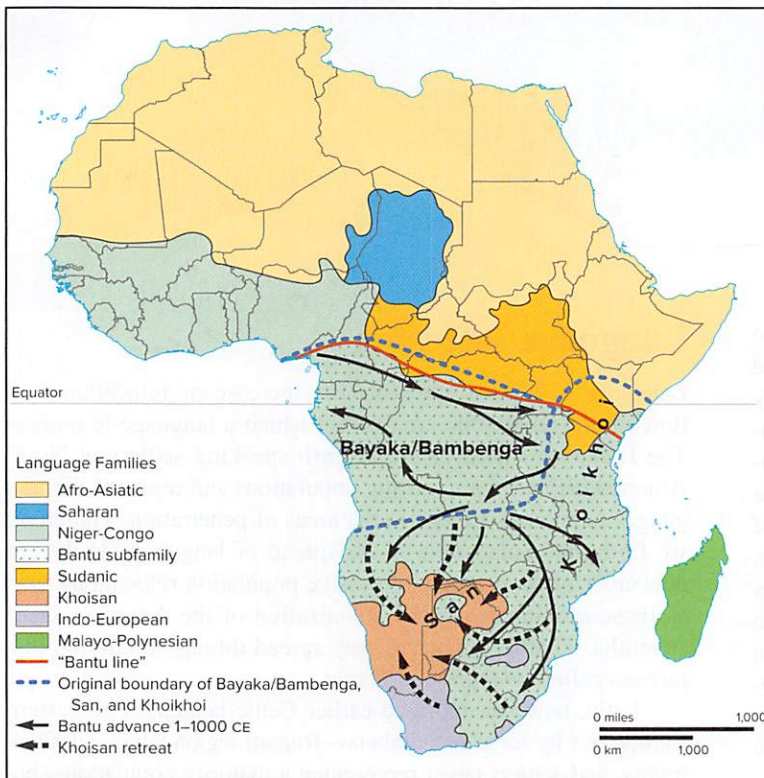 Equator
Bayaka/Bambenga
Khoikhoi
San
Language Families
Afro-Asiatic
Saharan
Niger-Congo
Bantu subfamily
Sudanic
Khoisan
Indo-European
Malayo-Polynesian
"Bantu line"
Original boundary of Bayaka/Bambenga,
San, and Khoikhoi
Bantu advance 1–1000 CE
Khoisan retreat
0 miles 1,000
0 km 1,000